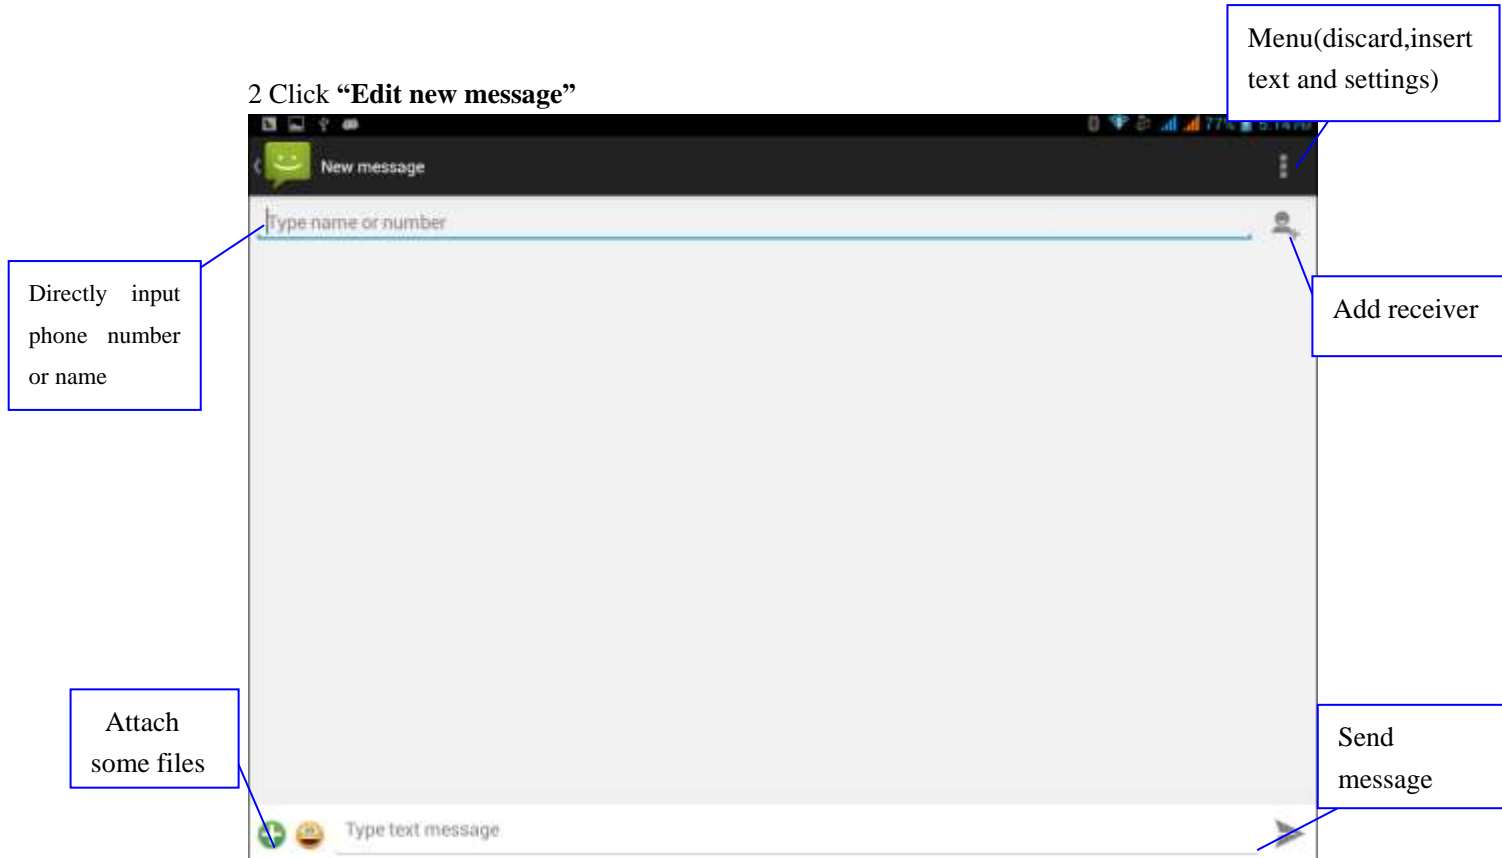 Menu(discard,insert
text and settings)
2 Click “Edit new message”
77%
New message
Type name or number
Directly input
phone number
or name
Add receiver
Attach
some files
Send
message
Type text message